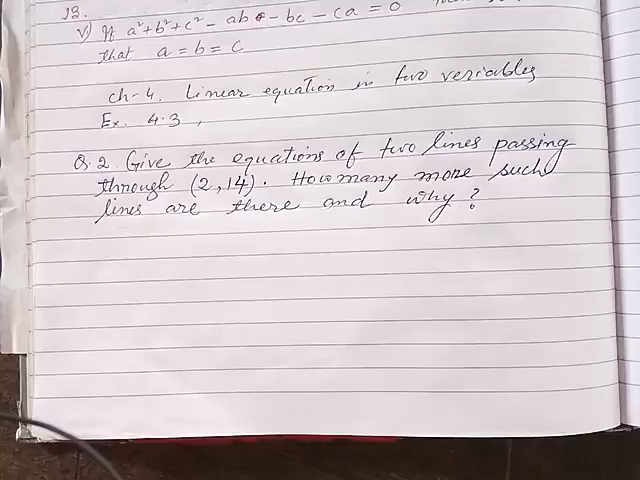 13.
v) If a²+b²+c² - ab - bc - ca = 0
that a = b = c
ch-4. Linear equation in two veriables
Ex. 4.3,
Q.2 Give the equations of two lines passing
through (2,14). How many more such
lines are there and why?